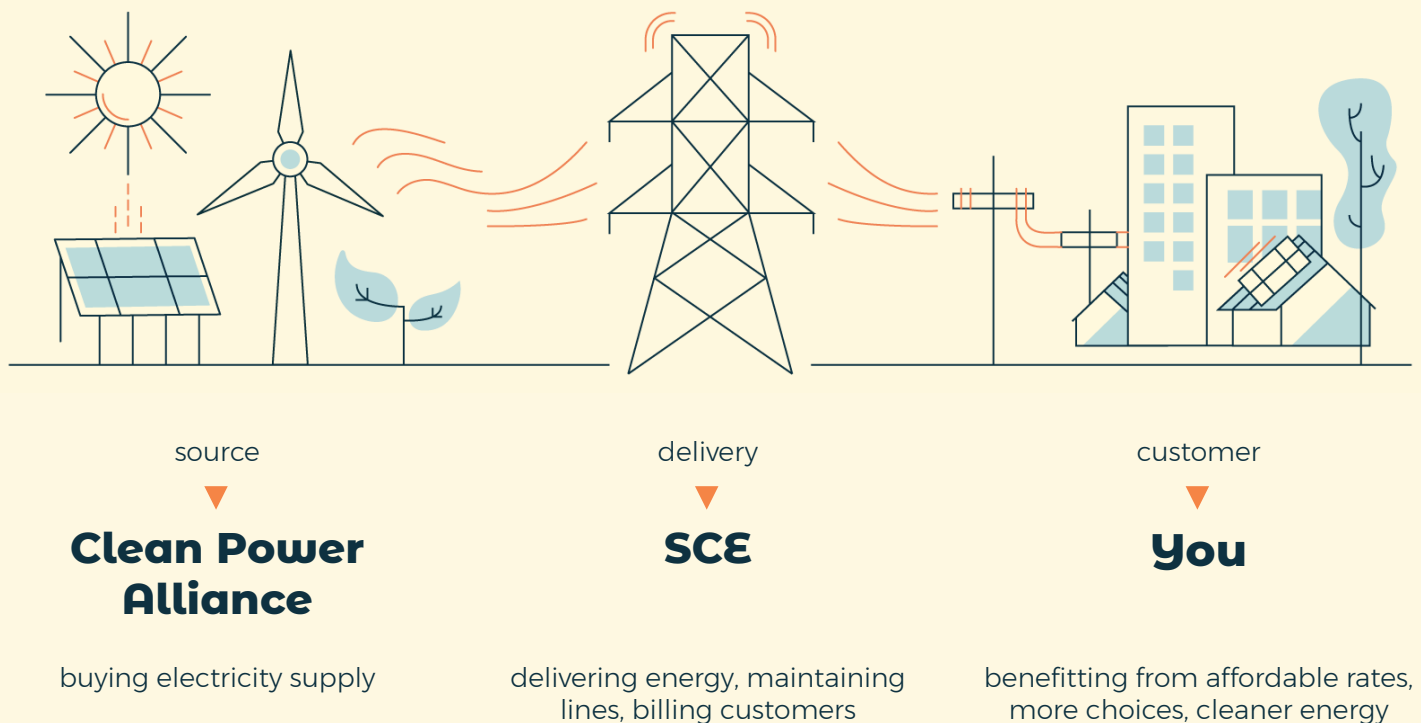 source
Clean Power
Alliance
buying electricity supply
delivery
SCE
delivering energy, maintaining
lines, billing customers
customer
You
benefitting from affordable rates,
more choices, cleaner energy